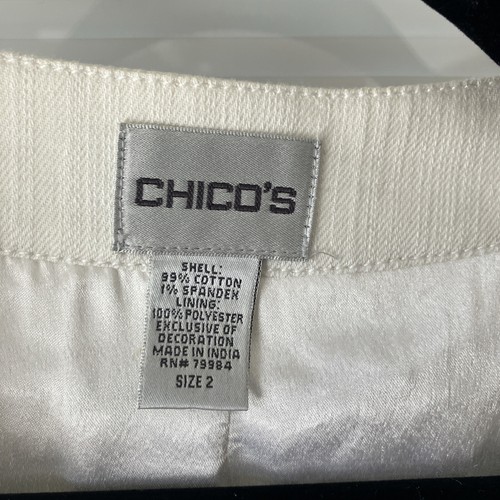 CHICO'S
SHELL:
99% COTTON
1% SPANDEX
LINING:
100% POLYESTER
EXCLUSIVE OF
DECORATION
MADE IN INDIA
RN# 79984
SIZE 2